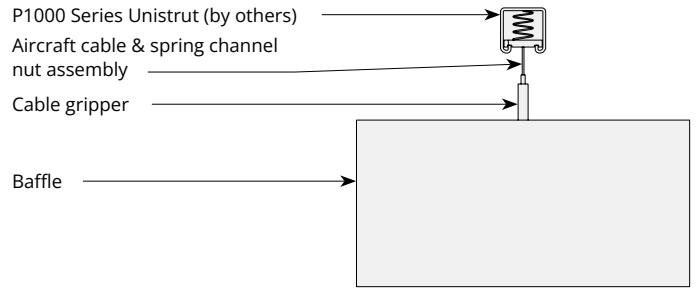 P1000 Series Unistrut (by others)
Aircraft cable & spring channel
nut assembly
Cable gripper
Baffle